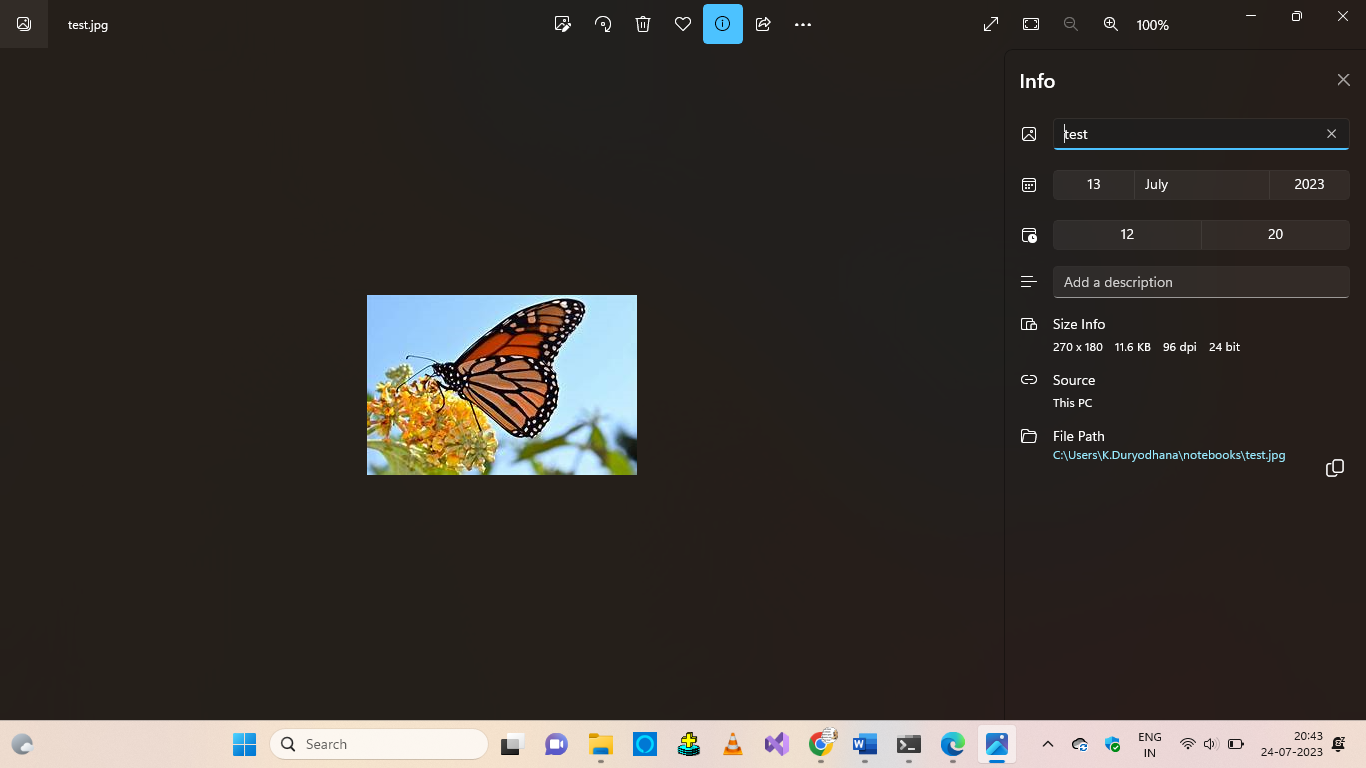 test.jpg
100%
Info
test
13 July 2023
12 20
Add a description
Size Info
270 x 180 11.6 KB 96 dpi 24 bit
Source
This PC
File Path
C:\Users\K.Duryodhana\notebooks\test.jpg
Search
ENG
IN
20:43
24-07-2023